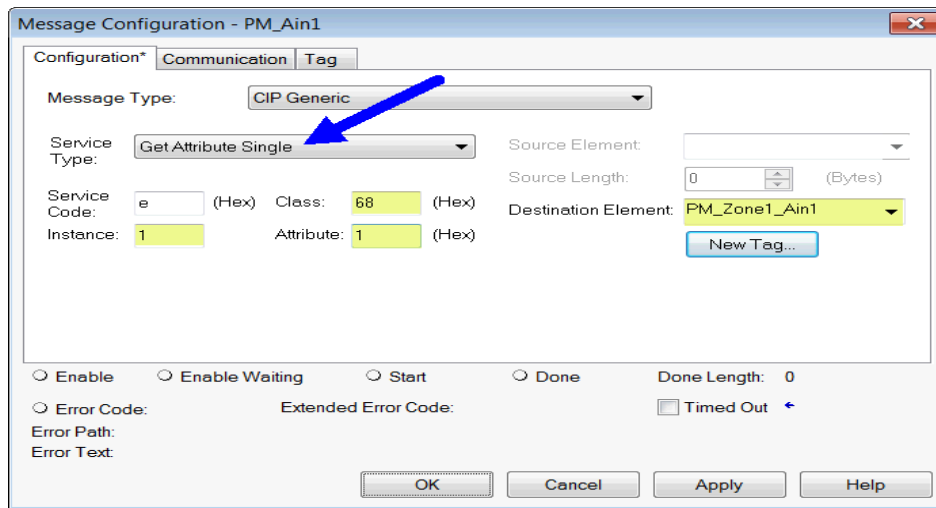 Message Configuration - PM_Ain1
Configuration* Communication Tag
Message Type: CIP Generic
Service Type: Get Attribute Single
Source Element:
Source Length: 0 (Bytes)
Service Code: e (Hex) Class: 68 (Hex)
Destination Element: PM_Zone1_Ain1
Instance: 1 Attribute: 1 (Hex)
New Tag...
Enable Enable Waiting Start Done Done Length: 0
Error Code: Extended Error Code: Timed Out
Error Path:
Error Text:
OK Cancel Apply Help